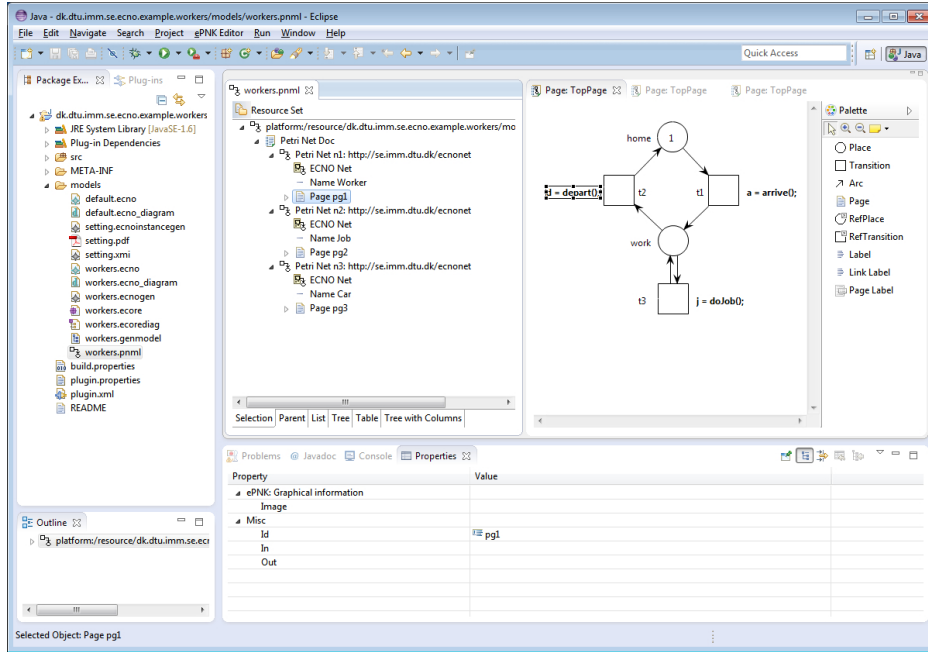 Java - dk.dtu.imm.se.ecno.example.workers/models/workers.pnml - Eclipse
File Edit Navigate Search Project ePNK Editor Run Window Help
Quick Access
Java
Package Ex...
Plug-ins
dk.dtu.imm.se.ecno.example.workers
JRE System Library [JavaSE-1.6]
Plug-in Dependencies
src
META-INF
models
default.ecno
default.ecno_diagram
setting.ecnoinstancegen
setting.pdf
setting.xmi
workers.ecno
workers.ecno_diagram
workers.ecnogen
workers.ecore
workers.ecorediag
workers.genmodel
workers.pnml
build.properties
plugin.properties
plugin.xml
README
Outline
platform:/resource/dk.dtu.imm.se.ecr
workers.pnml
Resource Set
platform:/resource/dk.dtu.imm.se.ecno.example.workers/mo
Petri Net Doc
Petri Net n1: http://se.imm.dtu.dk/ecnonet
ECNO Net
Name Worker
Page pg1
Petri Net n2: http://se.imm.dtu.dk/ecnonet
ECNO Net
Name Job
Page pg2
Petri Net n3: http://se.imm.dtu.dk/ecnonet
ECNO Net
Name Car
Page pg3
Selection Parent List Tree Table Tree with Columns
Page: TopPage
Page: TopPage
Page: TopPage
home
1
d = depart();
t2
t1
a = arrive();
work
t3
j = doJob();
Palette
Place
Transition
Arc
Page
RefPlace
RefTransition
Label
Link Label
Page Label
Problems @ Javadoc Console Properties
Property Value
ePNK: Graphical information
Image
Misc
Id pg1
In
Out
Selected Object: Page pg1